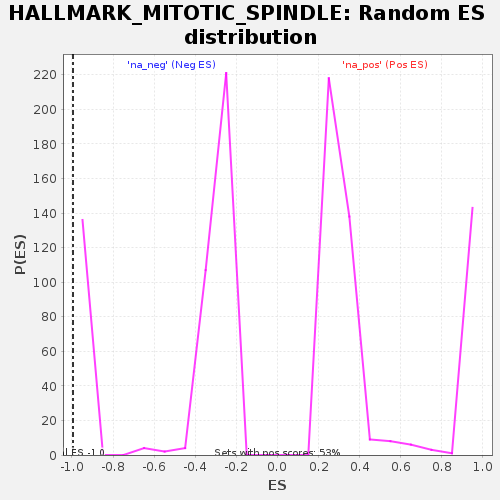 HALLMARK_MITOTIC_SPINDLE: Random ES
distribution
'na_neg' (Neg ES)
'na_pos' (Pos ES)
220
200
180
160
140
120
100
80
60
40
20
0
P(ES)
ES -1.0
Sets with pos scores: 53%
-1.0 -0.8 -0.6 -0.4 -0.2 0.0 0.2 0.4 0.6 0.8 1.0
ES